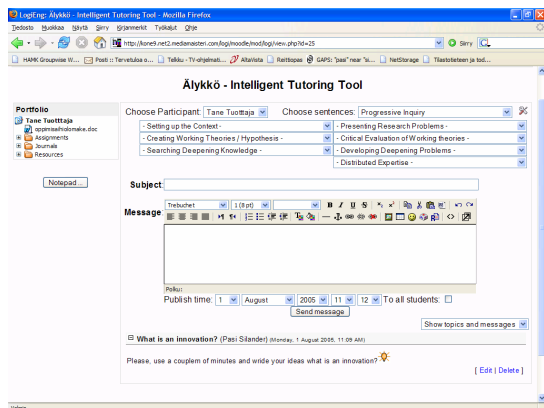 LogiEng: Älykkö - Intelligent Tutoring Tool - Mozilla Firefox
Tiedosto Muokkaa Näytä Siirry Kirjanmerkit Työkalut Ohje
http://kone9.net2.mediamaisteri.com/logi/moodle/mod/logi/view.php?id=25
Siirry
HAMK Groupwise W... Posti :: Tervetuloa o... Telkku - TV-ohjelmati... AltaVista Reittiopas GAPS: "pasi" near "si... NetStorage Tilastotieteen ja tod...
Älykkö - Intelligent Tutoring Tool
Portfolio
Tane Tuotttaja
oppimisaihiolomake.doc
Assignments
Journals
Resources
Notepad ...
Choose Participant: Tane Tuotttaja Choose sentences: Progressive Inquiry
- Setting up the Context - - Presenting Research Problems -
- Creating Working Theories / Hypothesis - - Critical Evaluation of Working theories -
- Searching Deepening Knowledge - - Developing Deepening Problems -
- Distributed Expertise -
Subject
Message
Trebuchet 1 (8 pt)
B I U S
Polku:
Publish time: 1 August 2005 11 12 To all students:
Send message
Show topics and messages
What is an innovation? (Pasi Silander) (Monday, 1 August 2005, 11:09 AM)
Please, use a couplem of minutes and wride your ideas what is an innovation?
[ Edit | Delete ]